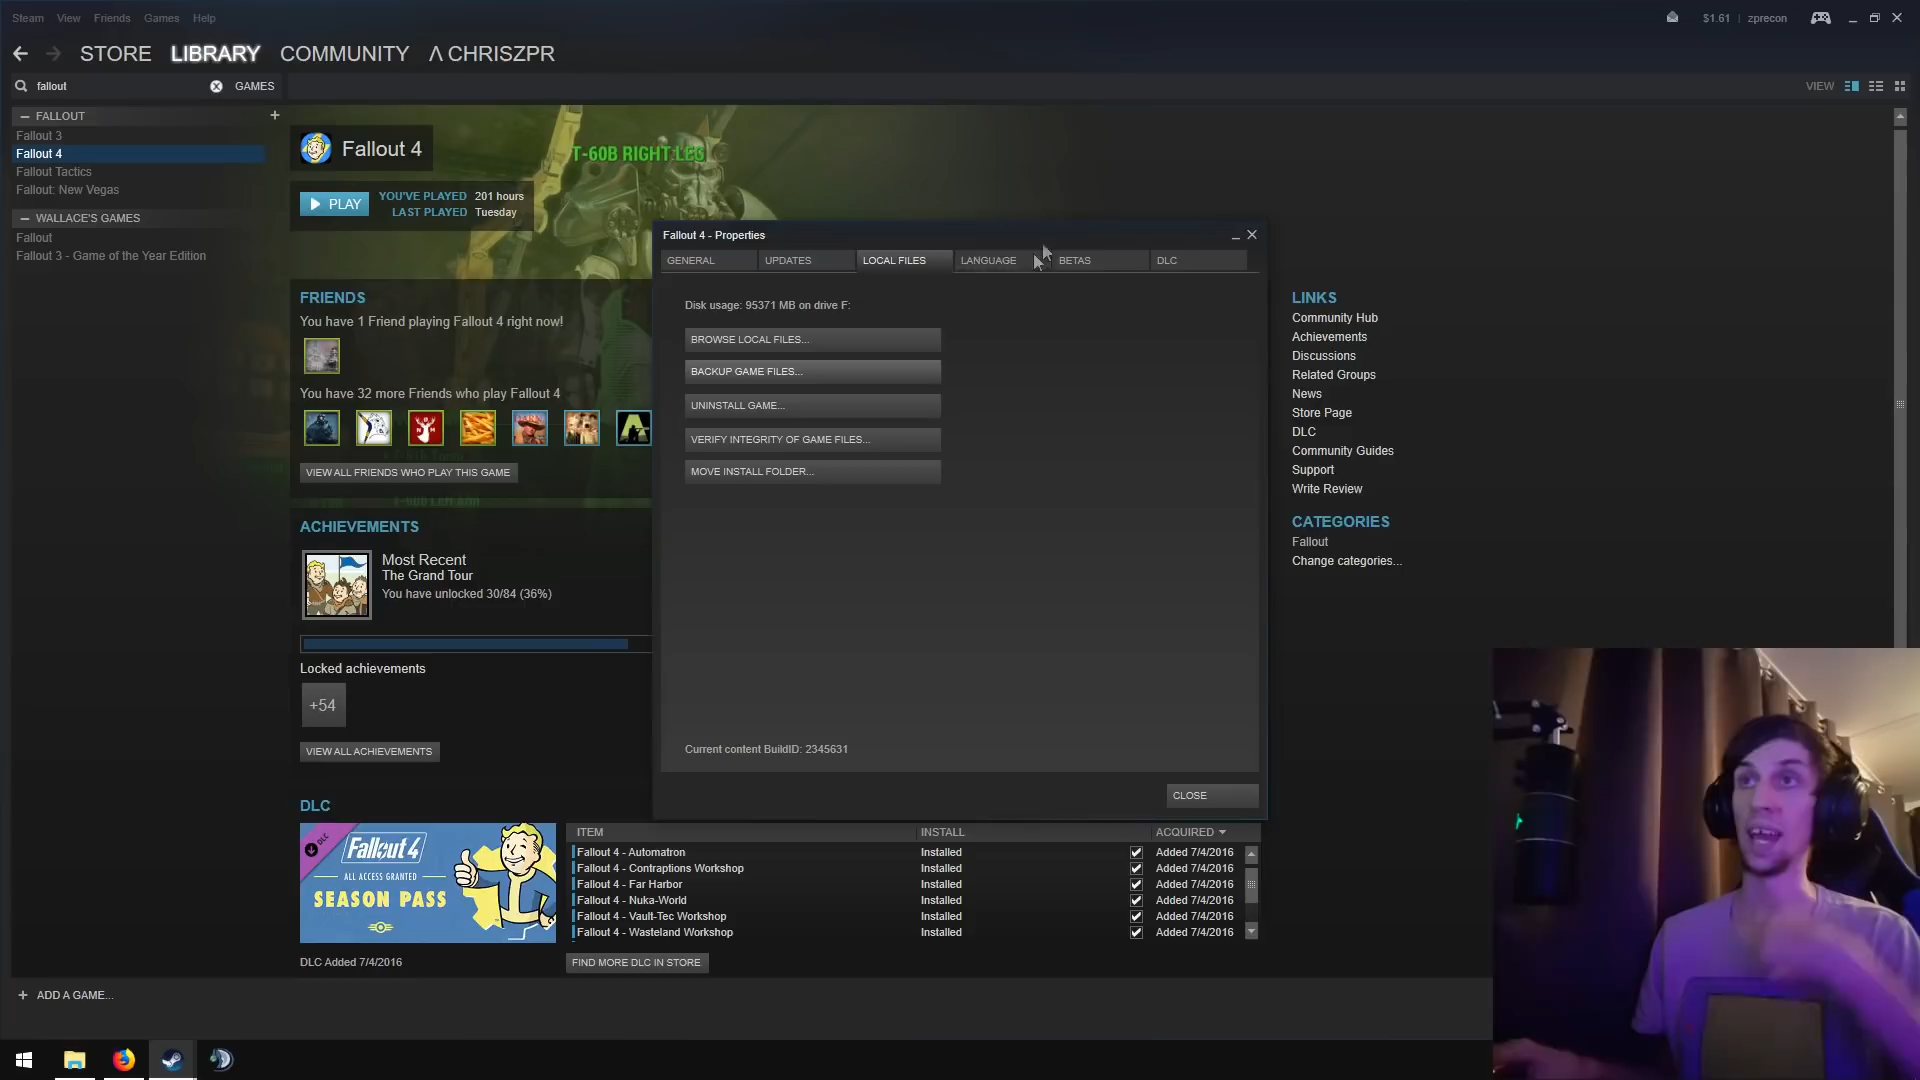 Steam View Friends Games Help
$1.61 zprecon
STORE LIBRARY COMMUNITY Λ CHRISZPR
fallout GAMES
VIEW
FALLOUT
Fallout 3
Fallout 4
Fallout Tactics
Fallout: New Vegas
WALLACE'S GAMES
Fallout
Fallout 3 - Game of the Year Edition
+ ADD A GAME...
Fallout 4
T-60B RIGHT LEG
PLAY
YOU'VE PLAYED 201 hours
LAST PLAYED Tuesday
FRIENDS
You have 1 Friend playing Fallout 4 right now!
You have 32 more Friends who play Fallout 4
VIEW ALL FRIENDS WHO PLAY THIS GAME
ACHIEVEMENTS
Most Recent
The Grand Tour
You have unlocked 30/84 (36%)
Locked achievements
+54
VIEW ALL ACHIEVEMENTS
Fallout 4 - Properties
GENERAL UPDATES LOCAL FILES LANGUAGE BETAS DLC
Disk usage: 95371 MB on drive F:
BROWSE LOCAL FILES...
BACKUP GAME FILES...
UNINSTALL GAME...
VERIFY INTEGRITY OF GAME FILES...
MOVE INSTALL FOLDER...
Current content BuildID: 2345631
CLOSE
DLC
DLC
Fallout 4
ALL ACCESS GRANTED
SEASON PASS
DLC Added 7/4/2016
ITEM INSTALL ACQUIRED
Fallout 4 - Automatron Installed Added 7/4/2016
Fallout 4 - Contraptions Workshop Installed Added 7/4/2016
Fallout 4 - Far Harbor Installed Added 7/4/2016
Fallout 4 - Nuka-World Installed Added 7/4/2016
Fallout 4 - Vault-Tec Workshop Installed Added 7/4/2016
Fallout 4 - Wasteland Workshop Installed Added 7/4/2016
FIND MORE DLC IN STORE
LINKS
Community Hub
Achievements
Discussions
Related Groups
News
Store Page
DLC
Community Guides
Support
Write Review
CATEGORIES
Fallout
Change categories...